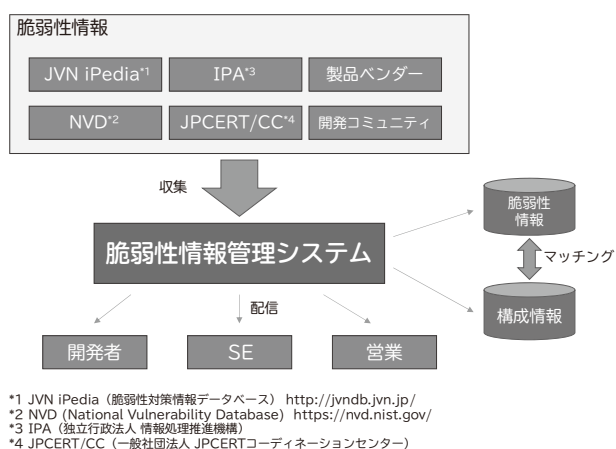 脆弱性情報
JVN iPedia*1 IPA*3 製品ベンダー
NVD*2 JPCERT/CC*4 開発コミュニティ
収集
脆弱性情報管理システム
脆弱性
情報
マッチング
構成情報
配信
開発者 SE 営業
*1 JVN iPedia（脆弱性対策情報データベース） http://jvndb.jvn.jp/
*2 NVD (National Vulnerability Database) https://nvd.nist.gov/
*3 IPA（独立行政法人 情報処理推進機構）
*4 JPCERT/CC（一般社団法人 JPCERTコーディネーションセンター）